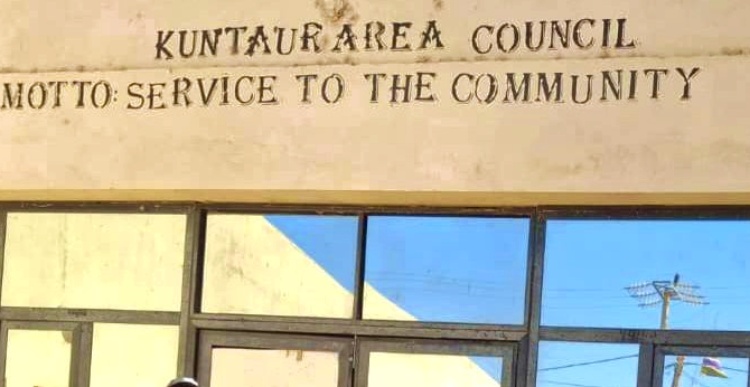 KUNTAUR AREA COUNCIL
MOTTO: SERVICE TO THE COMMUNITY